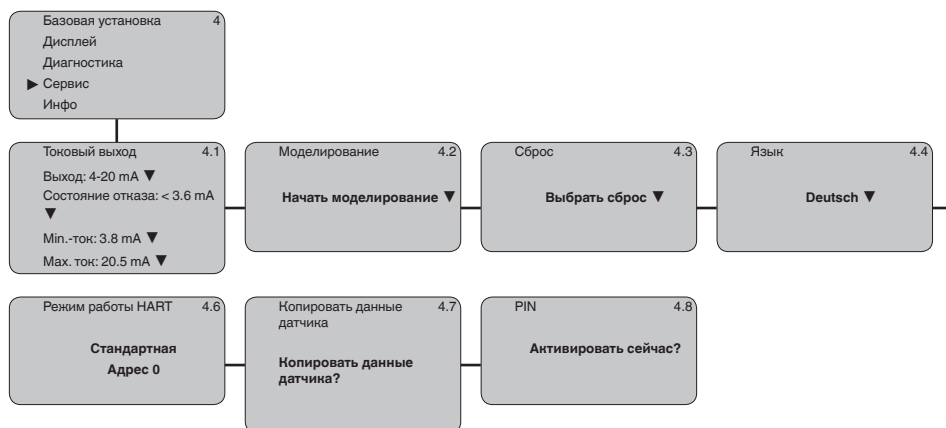 Базовая установка 4
Дисплей
Диагностика
▶ Сервис
Инфо
Токовый выход 4.1
Выход: 4-20 mA ▼
Состояние отказа: < 3.6 mA
▼
Min.-ток: 3.8 mA ▼
Max. ток: 20.5 mA ▼
Моделирование 4.2
Начать моделирование ▼
Сброс 4.3
Выбрать сброс ▼
Язык 4.4
Deutsch ▼
Режим работы HART 4.6
Стандартная
Адрес 0
Копировать данные 4.7
датчика
Копировать данные
датчика?
PIN 4.8
Активировать сейчас?